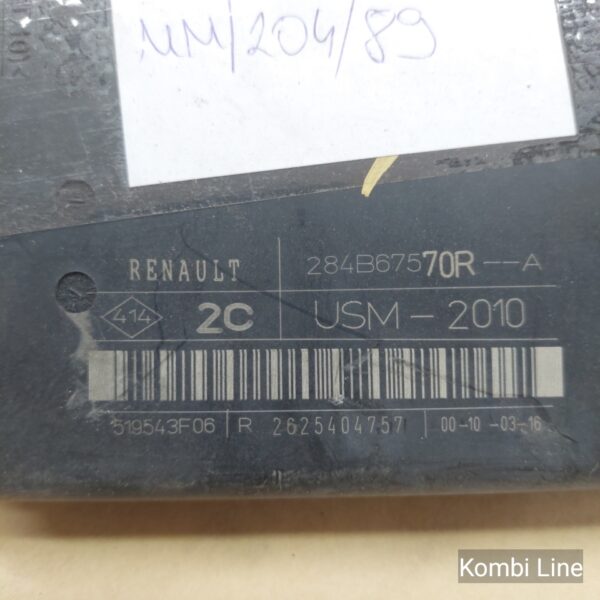 MM/204/89
RENAULT 284B67570R--A
414 2C USM-2010
519543F06 R 2625404757 00-10-03-16
Kombi Line